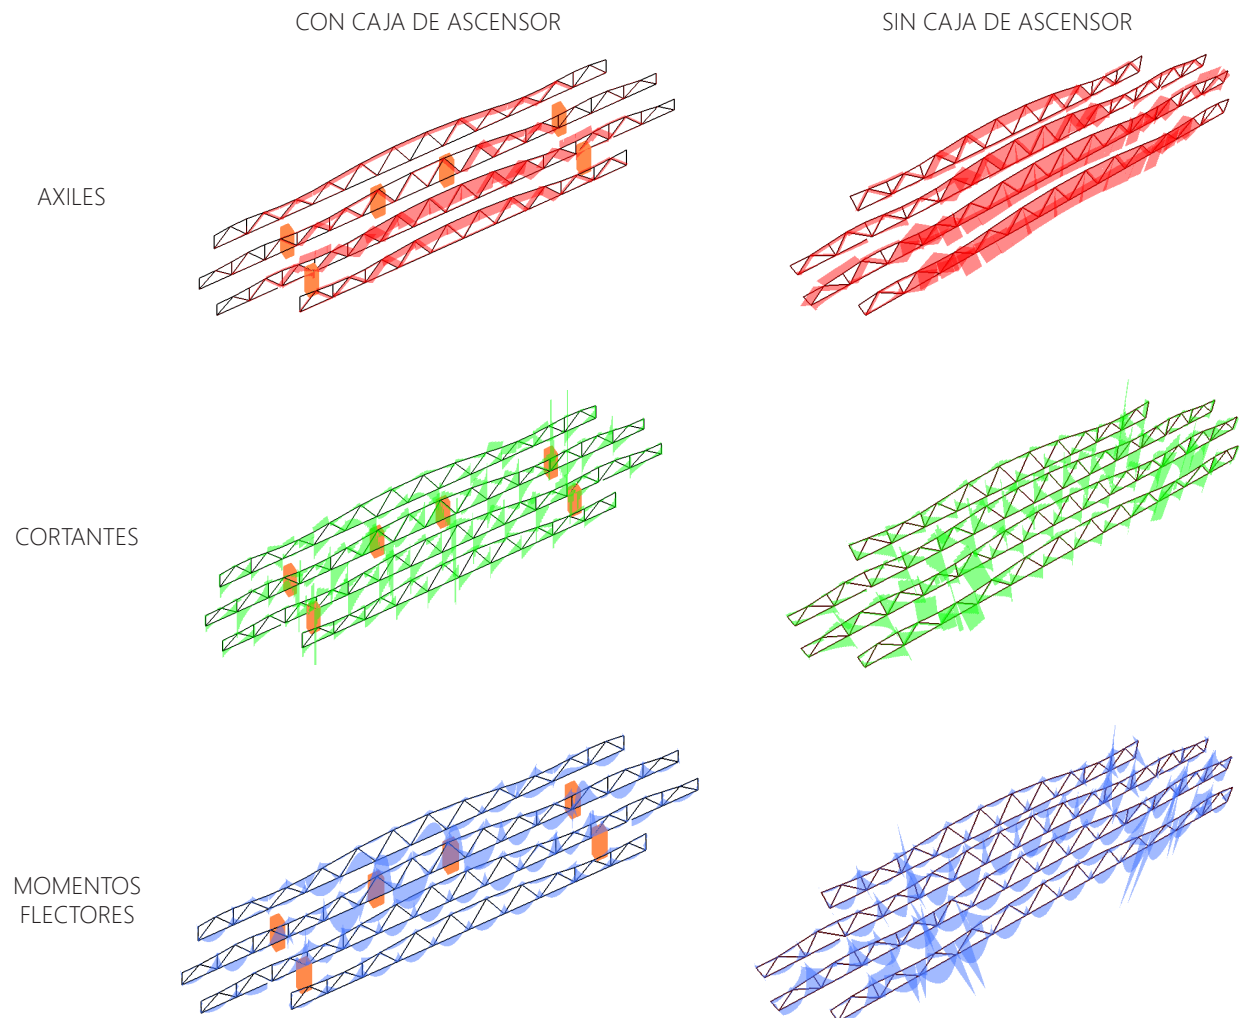 CON CAJA DE ASCENSOR
SIN CAJA DE ASCENSOR
AXILES
CORTANTES
MOMENTOS
FLECTORES